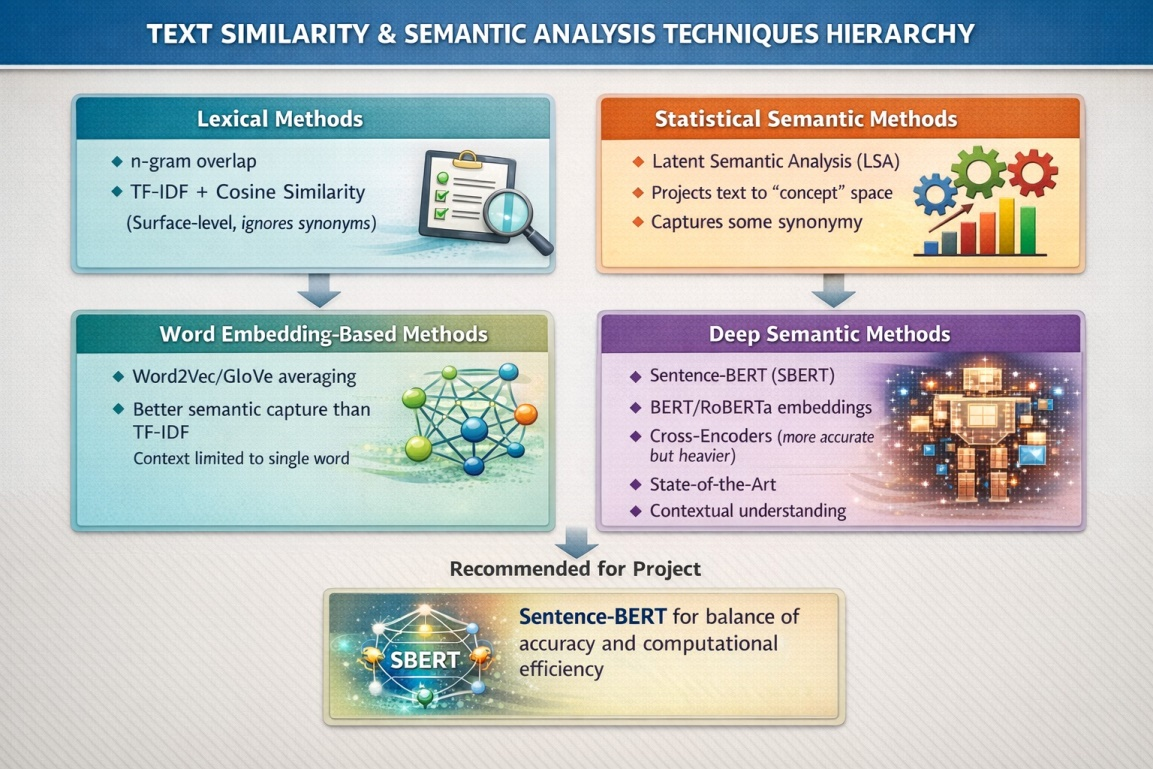 TEXT SIMILARITY & SEMANTIC ANALYSIS TECHNIQUES HIERARCHY
Lexical Methods
n-gram overlap
TF-IDF + Cosine Similarity
(Surface-level, ignores synonyms)
Statistical Semantic Methods
Latent Semantic Analysis (LSA)
Projects text to “concept” space
Captures some synonymy
Word Embedding-Based Methods
Word2Vec/GloVe averaging
Better semantic capture than
TF-IDF
Context limited to single word
Deep Semantic Methods
Sentence-BERT (SBERT)
BERT/RoBERTa embeddings
Cross-Encoders (more accurate
but heavier)
State-of-the-Art
Contextual understanding
Recommended for Project
SBERT
Sentence-BERT for balance of
accuracy and computational
efficiency